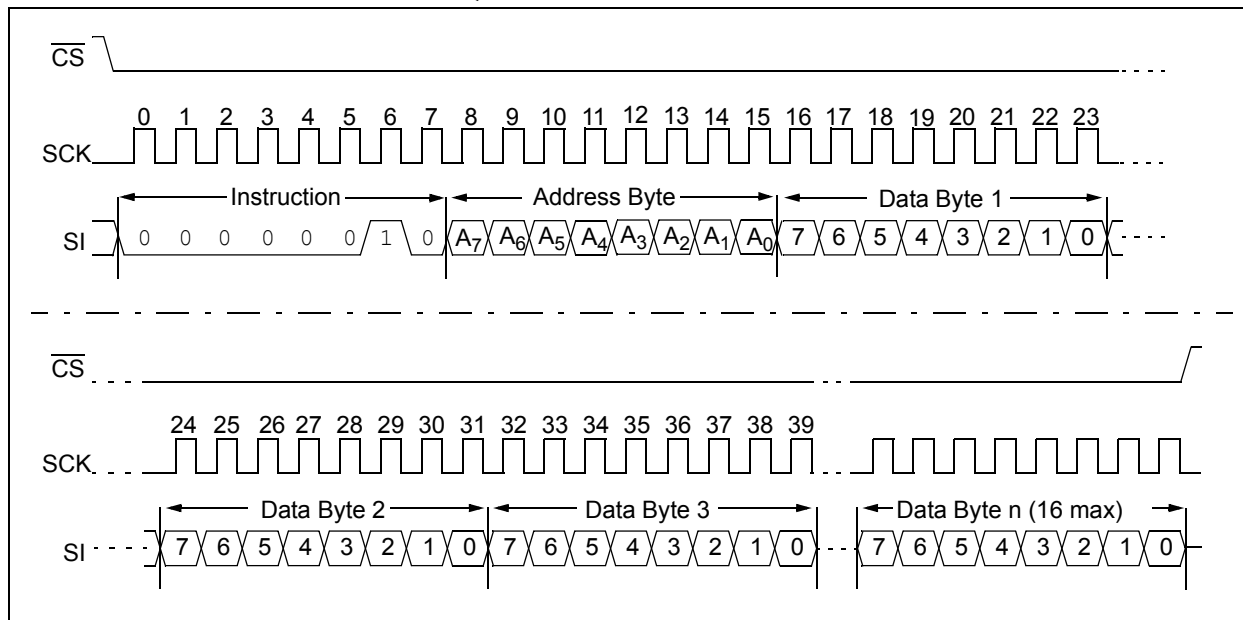 CS
0 1 2 3 4 5 6 7 8 9 10 11 12 13 14 15 16 17 18 19 20 21 22 23
SCK
Instruction Address Byte Data Byte 1
SI 0 0 0 0 0 0 1 0 A7 A6 A5 A4 A3 A2 A1 A0 7 6 5 4 3 2 1 0
CS
24 25 26 27 28 29 30 31 32 33 34 35 36 37 38 39
SCK
Data Byte 2 Data Byte 3 Data Byte n (16 max)
SI 7 6 5 4 3 2 1 0 7 6 5 4 3 2 1 0 7 6 5 4 3 2 1 0